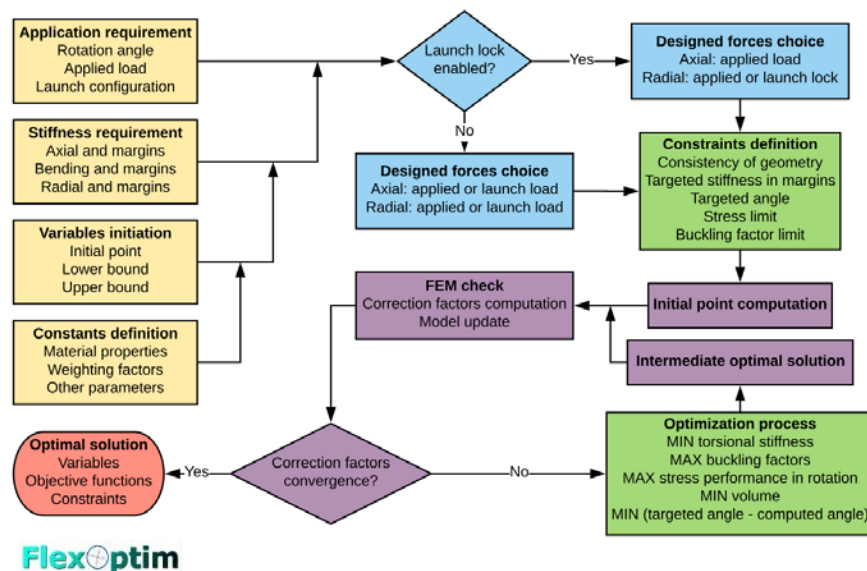 Application requirement
Rotation angle
Applied load
Launch configuration
Launch lock
enabled?
Yes
Designed forces choice
Axial: applied load
Radial: applied or launch lock
No
Stiffness requirement
Axial and margins
Bending and margins
Radial and margins
Designed forces choice
Axial: applied or launch load
Radial: applied or launch load
Constraints definition
Consistency of geometry
Targeted stiffness in margins
Targeted angle
Stress limit
Buckling factor limit
Variables initiation
Initial point
Lower bound
Upper bound
FEM check
Correction factors computation
Model update
Initial point computation
Intermediate optimal solution
Constants definition
Material properties
Weighting factors
Other parameters
Optimal solution
Variables
Objective functions
Constraints
Yes
Correction factors
convergence?
No
Optimization process
MIN torsional stiffness
MAX buckling factors
MAX stress performance in rotation
MIN volume
MIN (targeted angle - computed angle)
FlexOptim